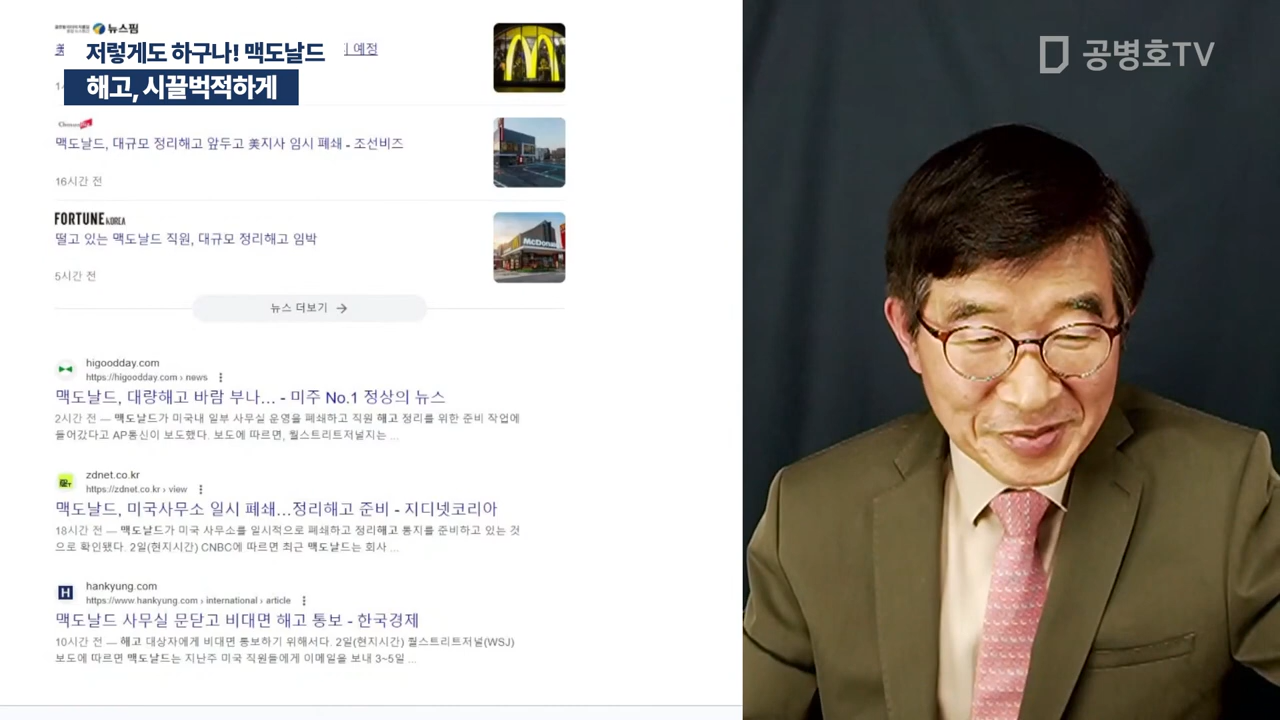 뉴스핌
저렇게도 하구나! 맥도날드
예정
해고, 시끌벅적하게
공병호TV
맥도날드, 대규모 정리해고 앞두고 美지사 임시 폐쇄 - 조선비즈
16시간 전
FORTUNE KOREA
떨고 있는 맥도날드 직원, 대규모 정리해고 임박
5시간 전
뉴스 더보기 →
higoodday.com
https://higoodday.com › news
맥도날드, 대량해고 바람 부나... - 미주 No.1 정상의 뉴스
2시간 전 — 맥도날드가 미국내 일부 사무실 운영을 폐쇄하고 직원 해고 정리를 위한 준비 작업에
들어갔다고 AP통신이 보도했다. 보도에 따르면, 월스트리트저널지는 ...
zdnet.co.kr
https://zdnet.co.kr › view
맥도날드, 미국사무소 일시 폐쇄...정리해고 준비 - 지디넷코리아
18시간 전 — 맥도날드가 미국 사무소를 일시적으로 폐쇄하고 정리해고 통지를 준비하고 있는 것
으로 확인됐다. 2일(현지시간) CNBC에 따르면 최근 맥도날드는 회사 ...
hankyung.com
https://www.hankyung.com › international › article
맥도날드 사무실 문닫고 비대면 해고 통보 - 한국경제
10시간 전 — 해고 대상자에게 비대면 통보하기 위해서다. 2일(현지시간) 월스트리트저널(WSJ)
보도에 따르면 맥도날드는 지난주 미국 직원들에게 이메일을 보내 3~5일 ...